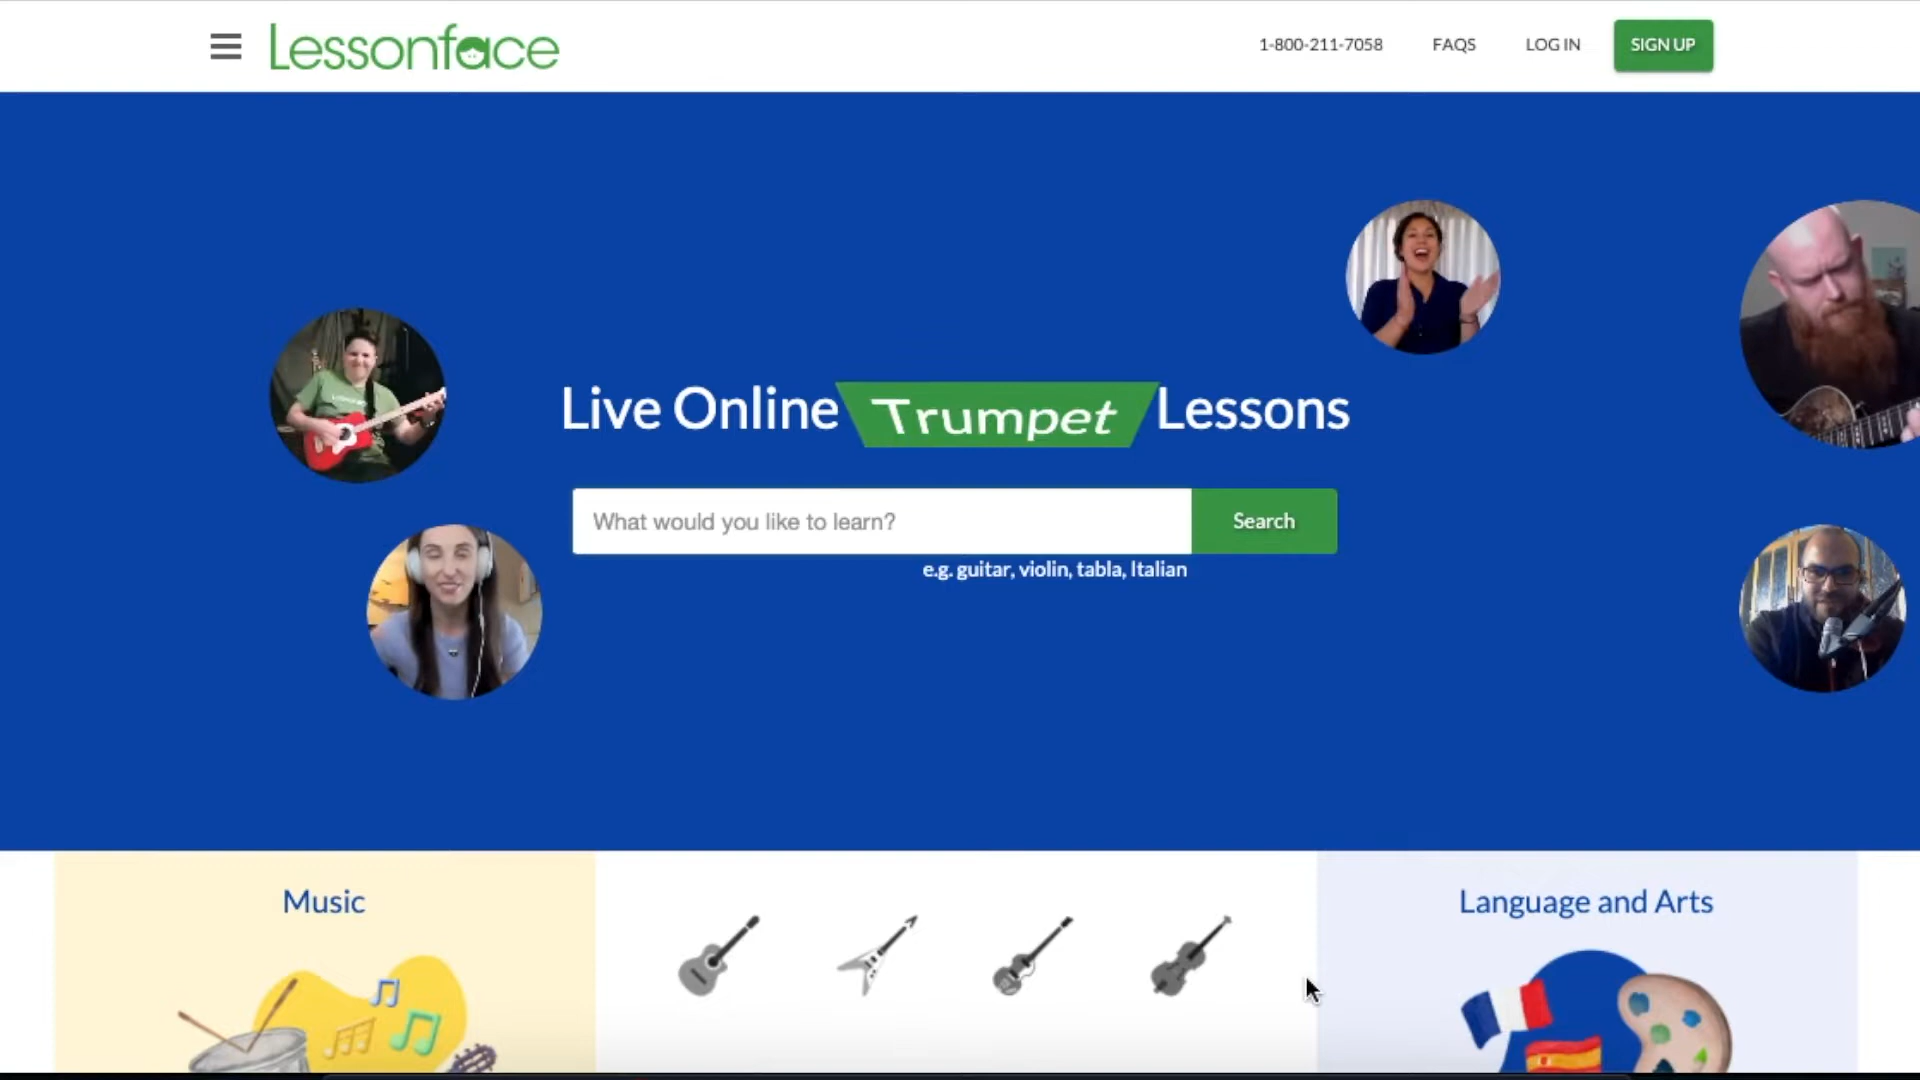 Lessonface
1-800-211-7058
FAQS
LOG IN
SIGN UP
Live Online Trumpet Lessons
What would you like to learn?
Search
e.g. guitar, violin, tabla, Italian
Music
Language and Arts